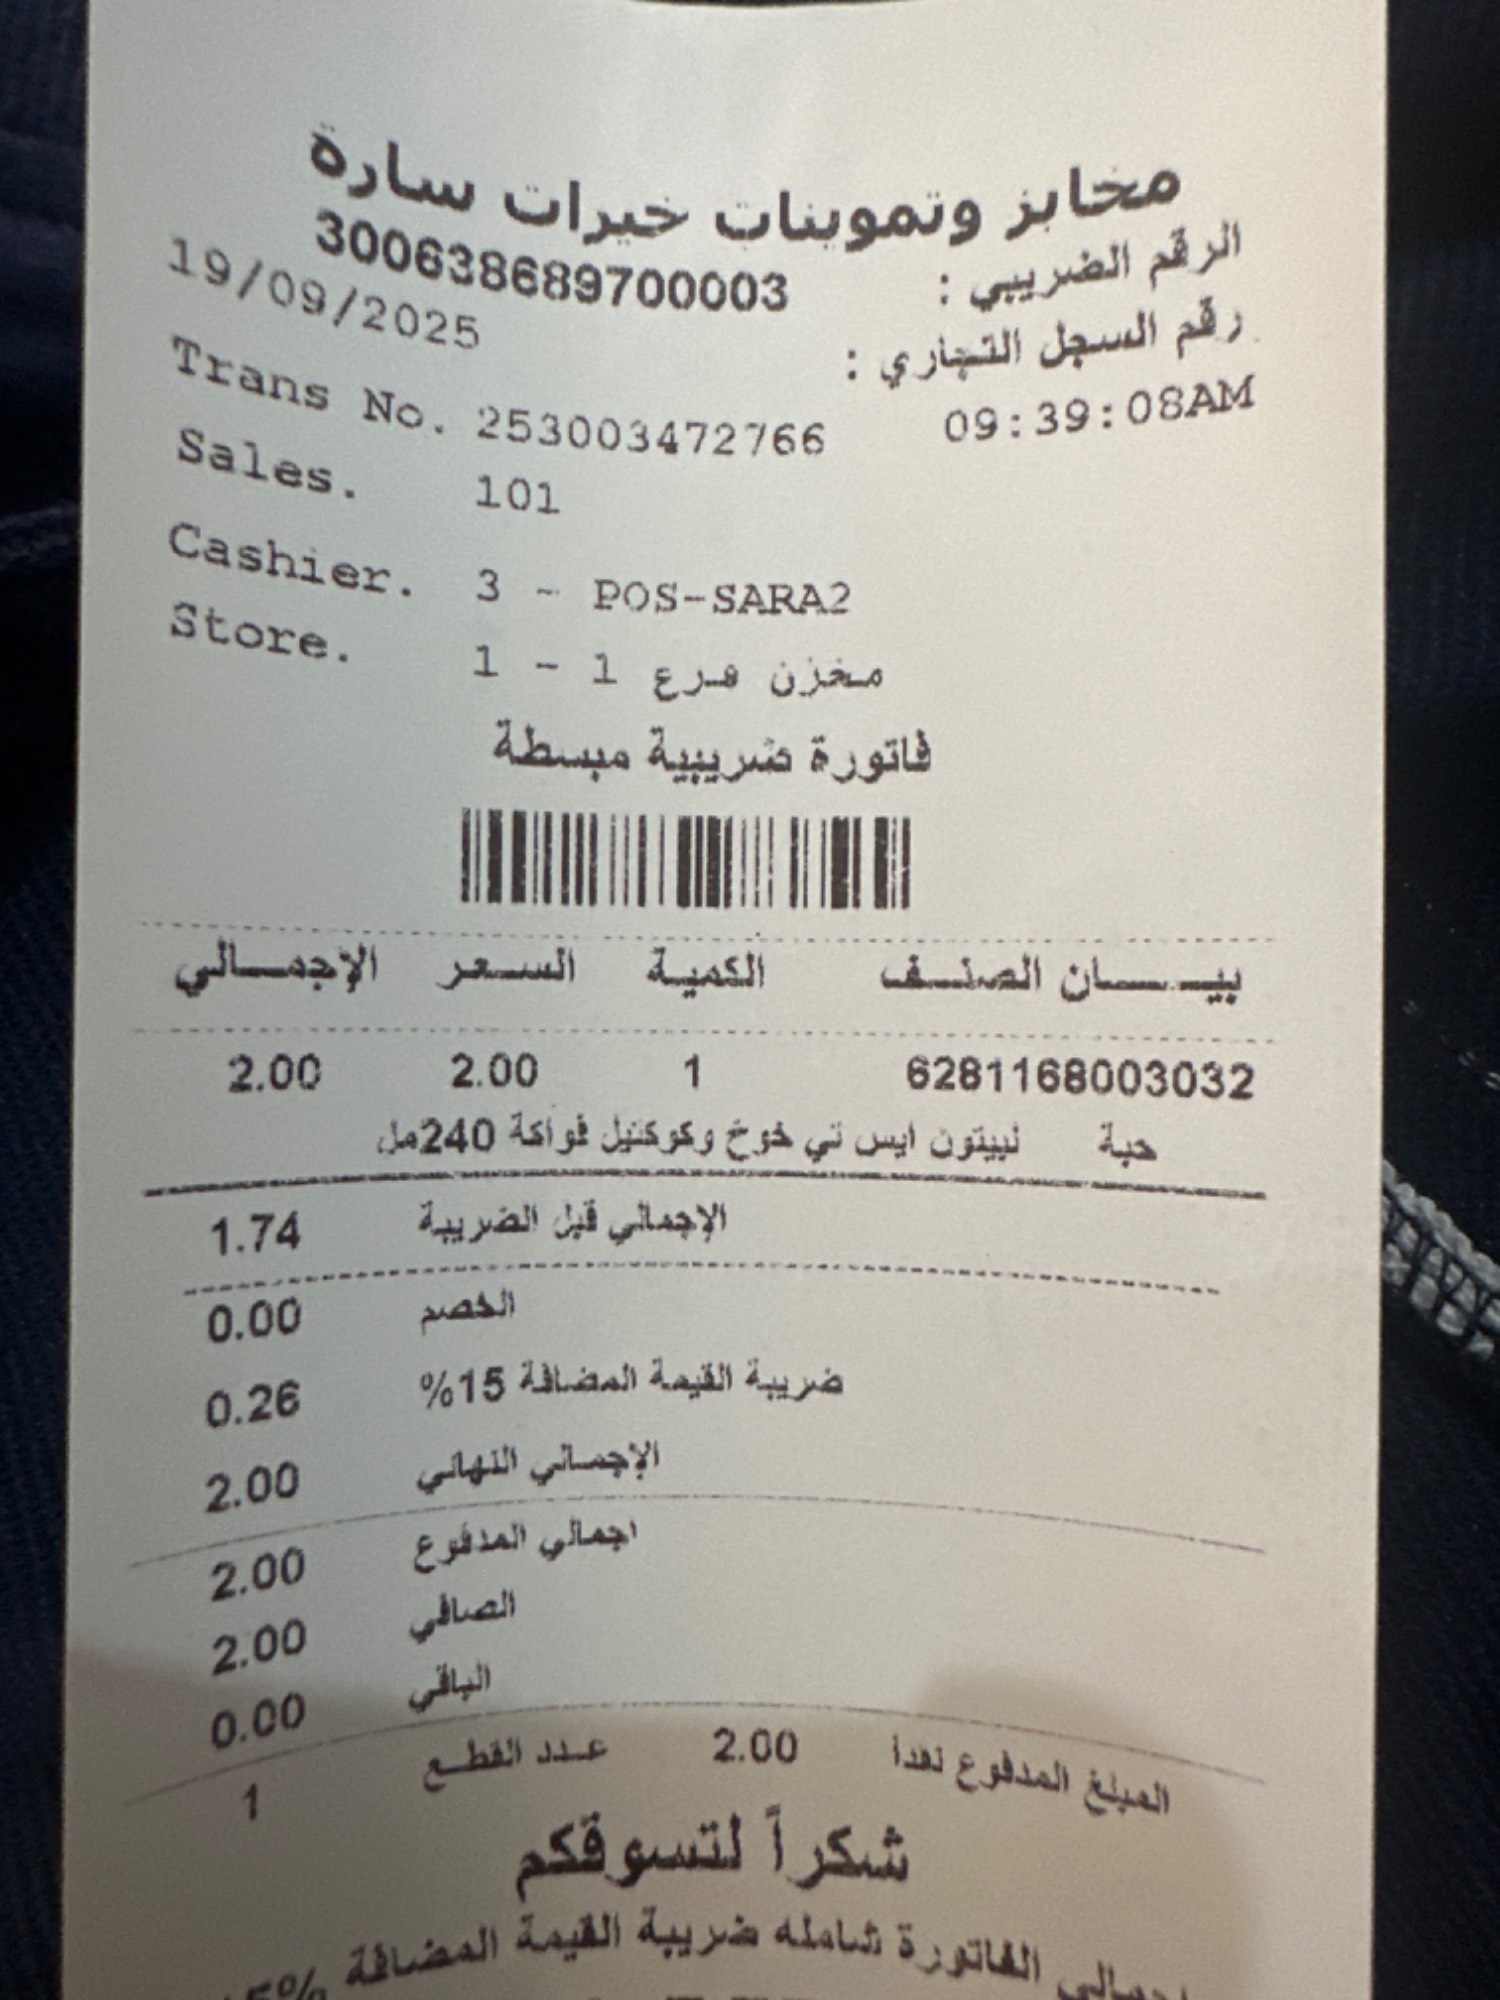 مخابز وتموينات خيرات سارة
الرقم الضريبي : 300638689700003
رقم السجل التجاري :
19/09/2025 09:39:08AM
Trans No. 253003472766
Sales. 101
Cashier. 3 - POS-SARA2
Store. 1 - مخزن فرع 1
فاتورة ضريبية مبسطة
بيـــان الصنـف الكميـة السـعر الإجمـالي
6281168003032 1 2.00 2.00
حبة ليبتون ايس تي خوخ وكوكتيل فواكة 240مل
الإجمالي قبل الضريبة 1.74
الخصم 0.00
ضريبة القيمة المضافة 15% 0.26
الإجمالي النهائي 2.00
اجمالي المدفوع 2.00
الصافي 2.00
الباقي 0.00
المبلغ المدفوع نقدا 2.00 عـدد القطـع 1
شكراً لتسوقكم
الفاتورة شامله ضريبة القيمة المضافة